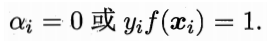 αᵢ = 0 或 yᵢf(𝒙ᵢ) = 1.